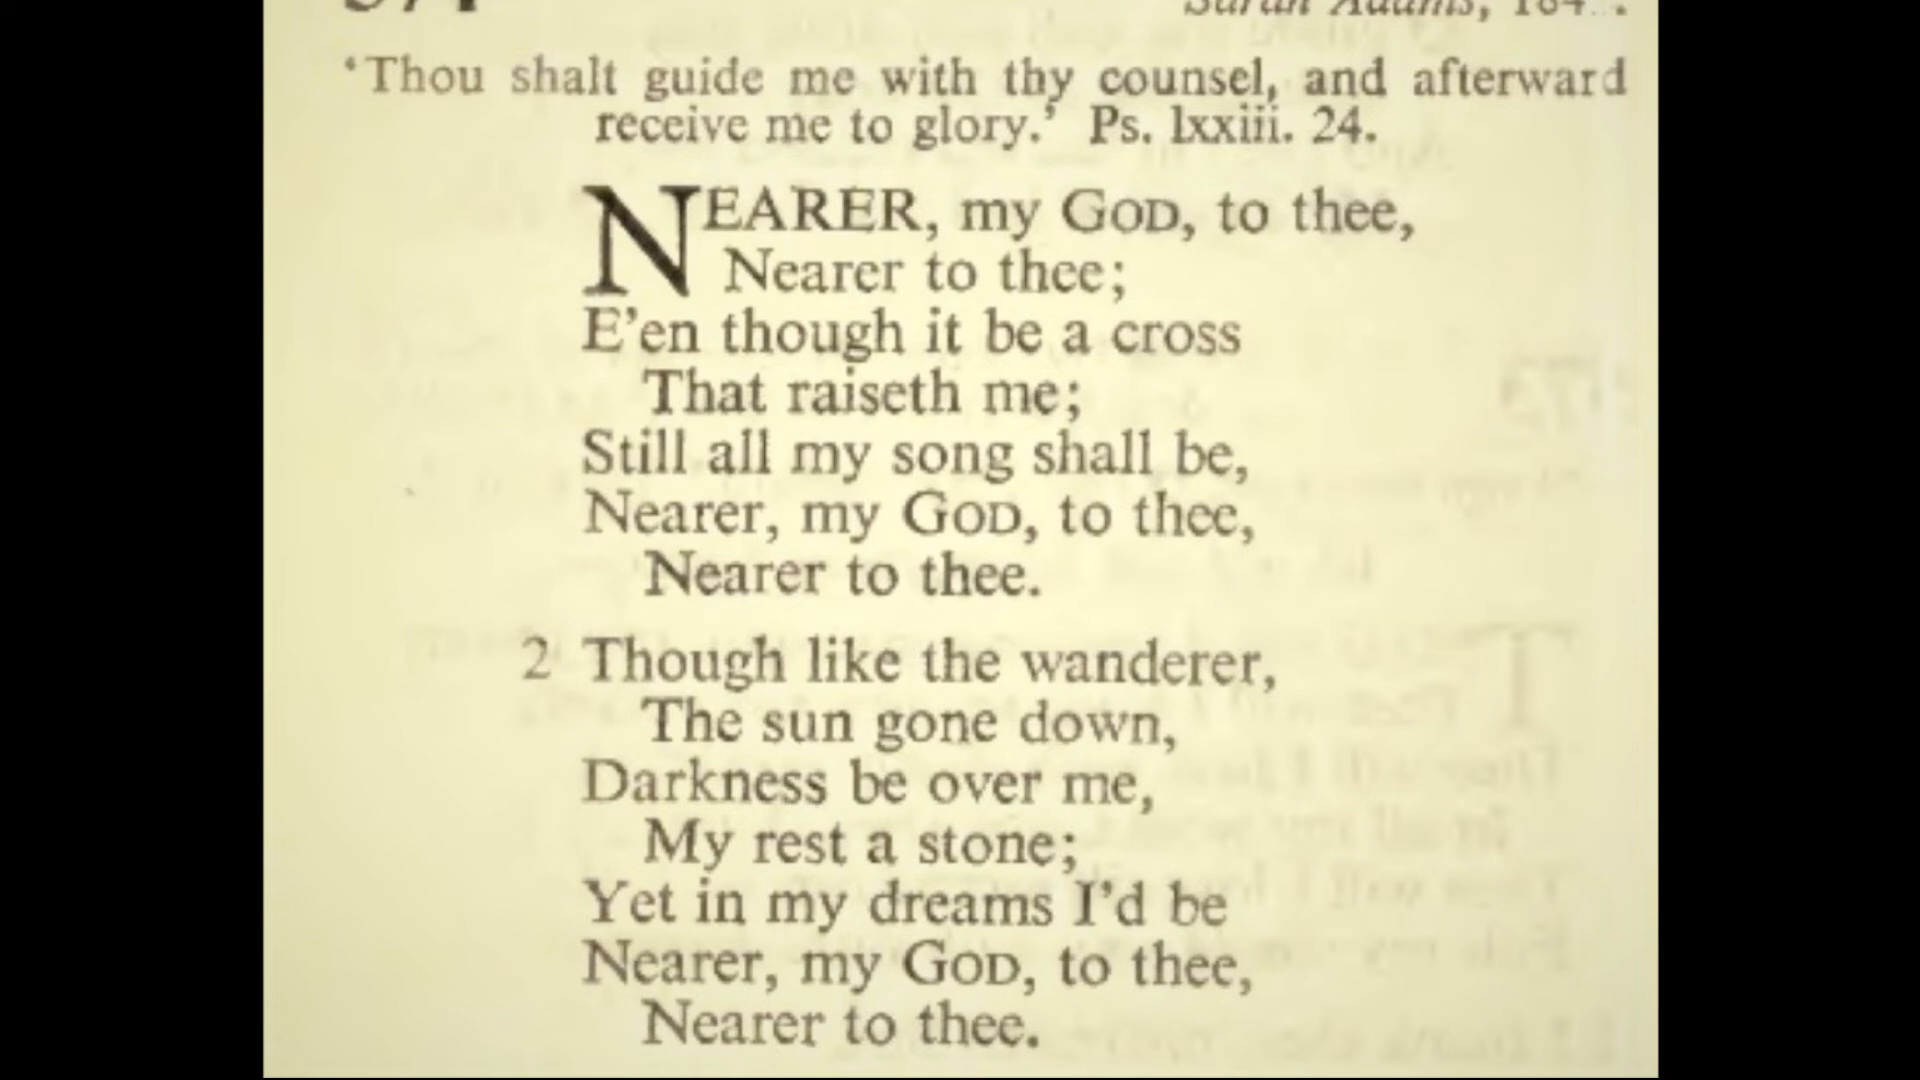 Sarah Adams,
‘Thou shalt guide me with thy counsel, and afterward
receive me to glory.’ Ps. lxxiii. 24.
NEARER, my GOD, to thee,
Nearer to thee;
E’en though it be a cross
That raiseth me;
Still all my song shall be,
Nearer, my GOD, to thee,
Nearer to thee.
2 Though like the wanderer,
The sun gone down,
Darkness be over me,
My rest a stone;
Yet in my dreams I’d be
Nearer, my GOD, to thee,
Nearer to thee.